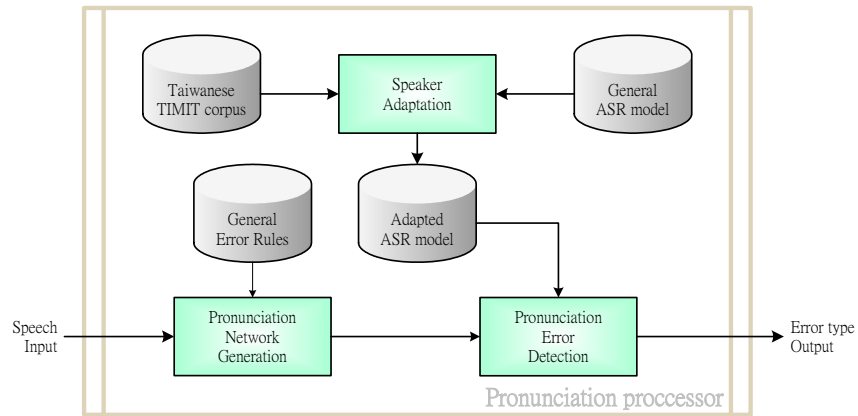 Taiwanese
TIMIT corpus
Speaker
Adaptation
General
ASR model
General
Error Rules
Adapted
ASR model
Speech
Input
Pronunciation
Network
Generation
Pronunciation
Error
Detection
Error type
Output
Pronunciation proccessor